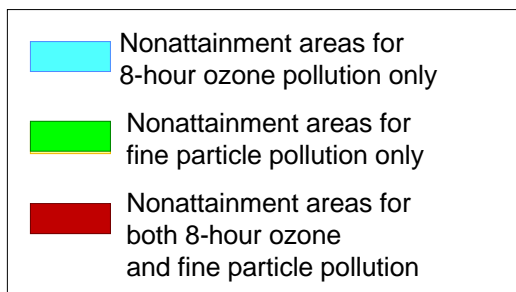 Nonattainment areas for
8-hour ozone pollution only
Nonattainment areas for
fine particle pollution only
Nonattainment areas for
both 8-hour ozone
and fine particle pollution